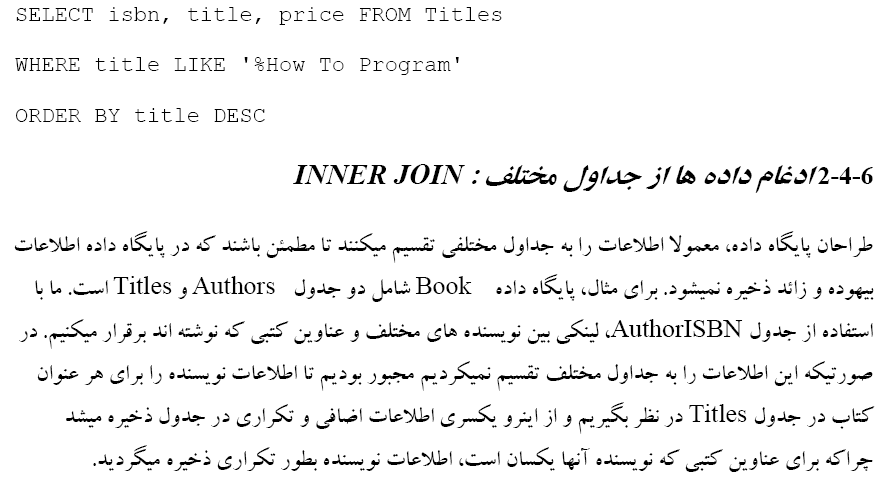 SELECT isbn, title, price FROM Titles
WHERE title LIKE '%How To Program'
ORDER BY title DESC
2-4-6ادغام داده ها از جداول مختلف : INNER JOIN
طراحان پایگاه داده، معمولا اطلاعات را به جداول مختلفی تقسیم میکنند تا مطمئن باشند که در پایگاه داده اطلاعات
بیهوده و زائد ذخیره نمیشود. برای مثال، پایگاه داده Book شامل دو جدول Authors و Titles است. ما با
استفاده از جدول AuthorISBN، لینکی بین نویسنده های مختلف و عناوین کتبی که نوشته اند برقرار میکنیم. در
صورتیکه این اطلاعات را به جداول مختلف تقسیم نمیکردیم مجبور بودیم تا اطلاعات نویسنده را برای هر عنوان
کتاب در جدول Titles در نظر بگیریم و از اینرو یکسری اطلاعات اضافی و تکراری در جدول ذخیره میشد
چراکه برای عناوین کتبی که نویسنده آنها یکسان است، اطلاعات نویسنده بطور تکراری ذخیره میگردید.